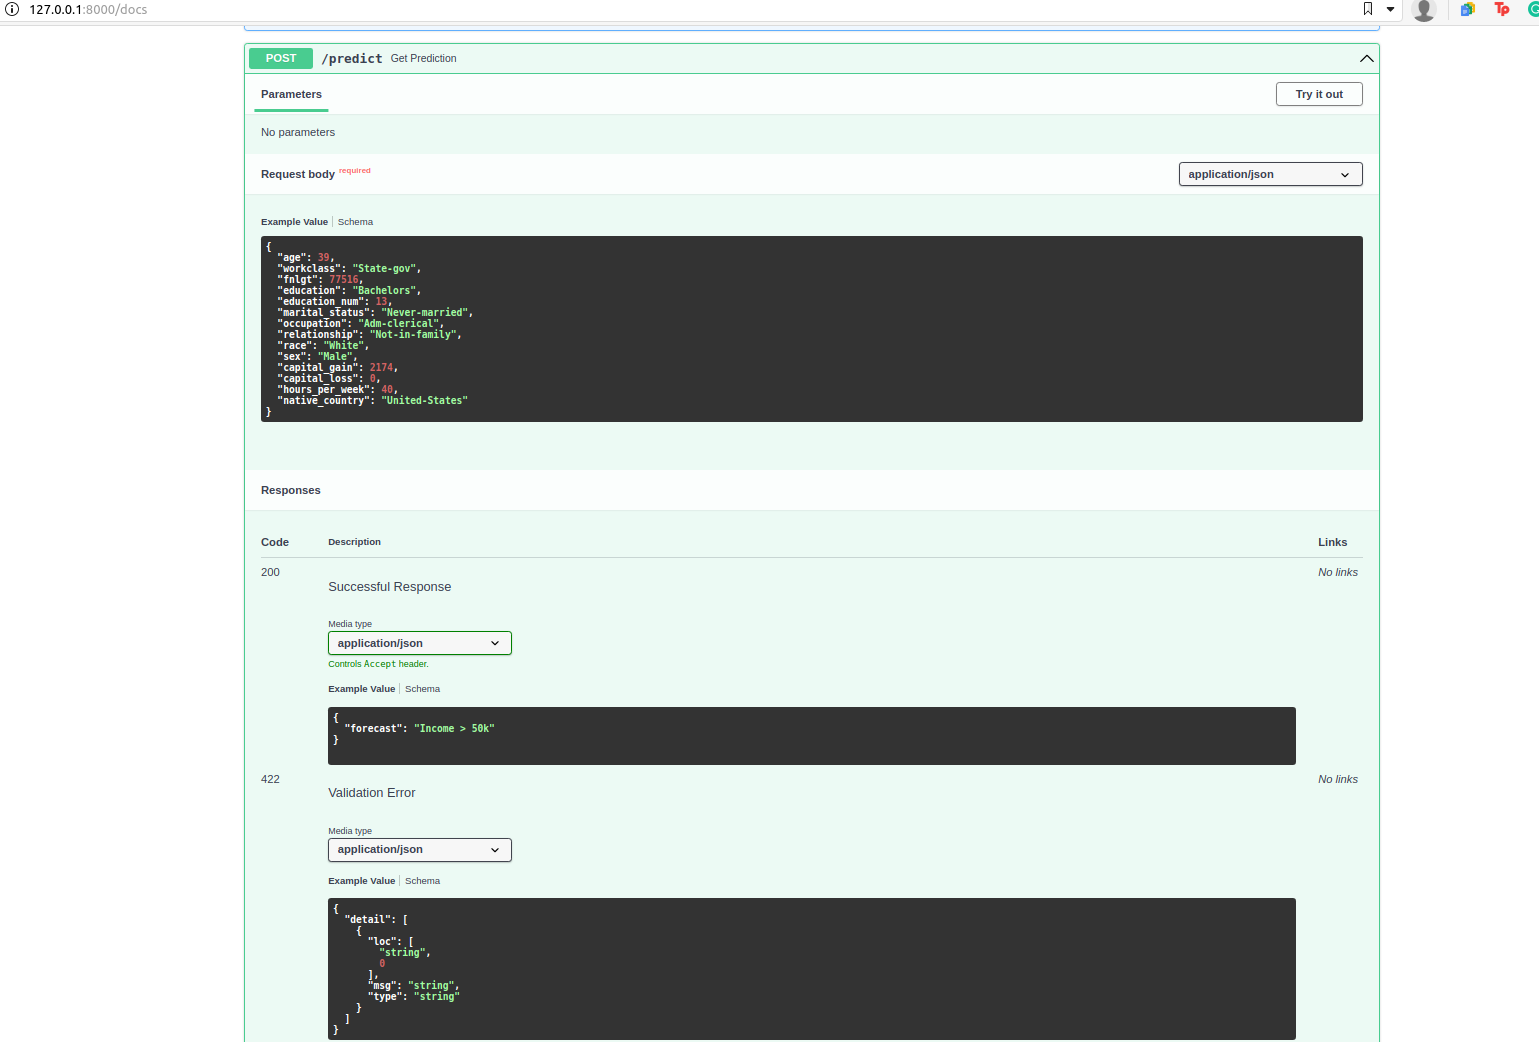 127.0.0.1:8000/docs
POST /predict Get Prediction
Parameters
Try it out
No parameters
Request body required
application/json
Example Value Schema
{
"age": 39,
"workclass": "State-gov",
"fnlgt": 77516,
"education": "Bachelors",
"education_num": 13,
"marital_status": "Never-married",
"occupation": "Adm-clerical",
"relationship": "Not-in-family",
"race": "White",
"sex": "Male",
"capital_gain": 2174,
"capital_loss": 0,
"hours_per_week": 40,
"native_country": "United-States"
}
Responses
Code Description Links
200 No links
Successful Response
Media type
application/json
Controls Accept header.
Example Value Schema
{
"forecast": "Income > 50k"
}
422 No links
Validation Error
Media type
application/json
Example Value Schema
{
"detail": [
{
"loc": [
"string",
0
],
"msg": "string",
"type": "string"
}
]
}